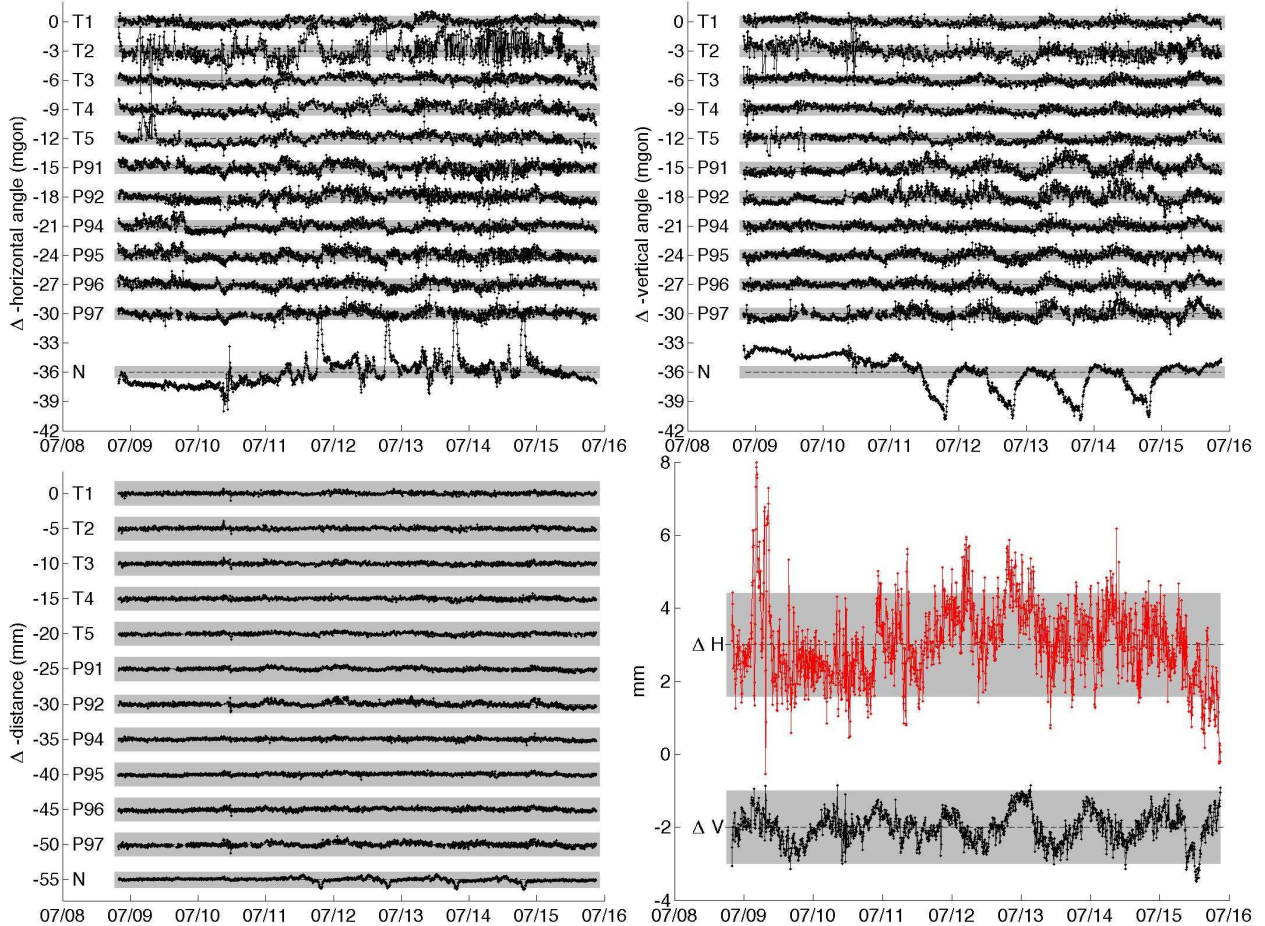 Δ -horizontal angle (mgon)
0 T1
-3 T2
-6 T3
-9 T4
-12 T5
-15 P91
-18 P92
-21 P94
-24 P95
-27 P96
-30 P97
-33
-36 N
-39
-42
07/08 07/09 07/10 07/11 07/12 07/13 07/14 07/15 07/16
Δ -vertical angle (mgon)
0 T1
-3 T2
-6 T3
-9 T4
-12 T5
-15 P91
-18 P92
-21 P94
-24 P95
-27 P96
-30 P97
-33
-36 N
-39
-42
07/08 07/09 07/10 07/11 07/12 07/13 07/14 07/15 07/16
Δ -distance (mm)
0 T1
-5 T2
-10 T3
-15 T4
-20 T5
-25 P91
-30 P92
-35 P94
-40 P95
-45 P96
-50 P97
-55 N
07/08 07/09 07/10 07/11 07/12 07/13 07/14 07/15 07/16
mm
8
6
4
Δ H
2
0
-2 Δ V
-4
07/08 07/09 07/10 07/11 07/12 07/13 07/14 07/15 07/16